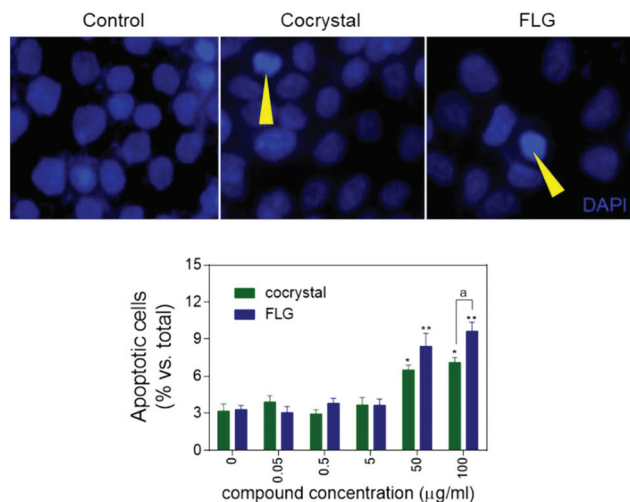 Control Cocrystal FLG
DAPI
15
12
9
6
3
0
Apoptotic cells
(% vs. total)
cocrystal
FLG
* ** * **
a
0 0.05 0.5 5 50 100
compound concentration (μg/ml)